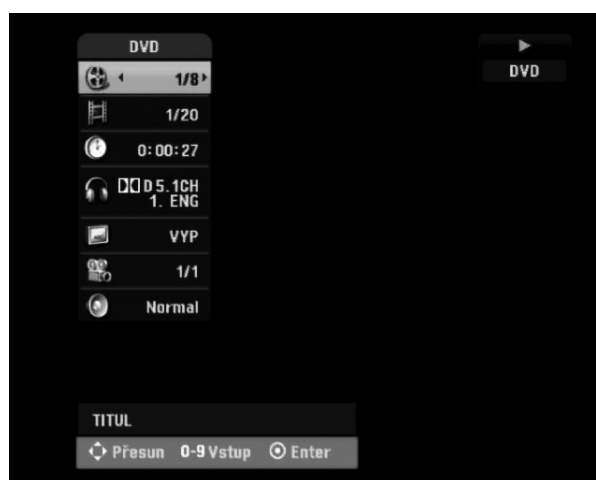 DVD
1/8
1/20
0:00:27
D 5.1CH
1. ENG
VYP
1/1
Normal
DVD
TITUL
Přesun 0-9 Vstup Enter